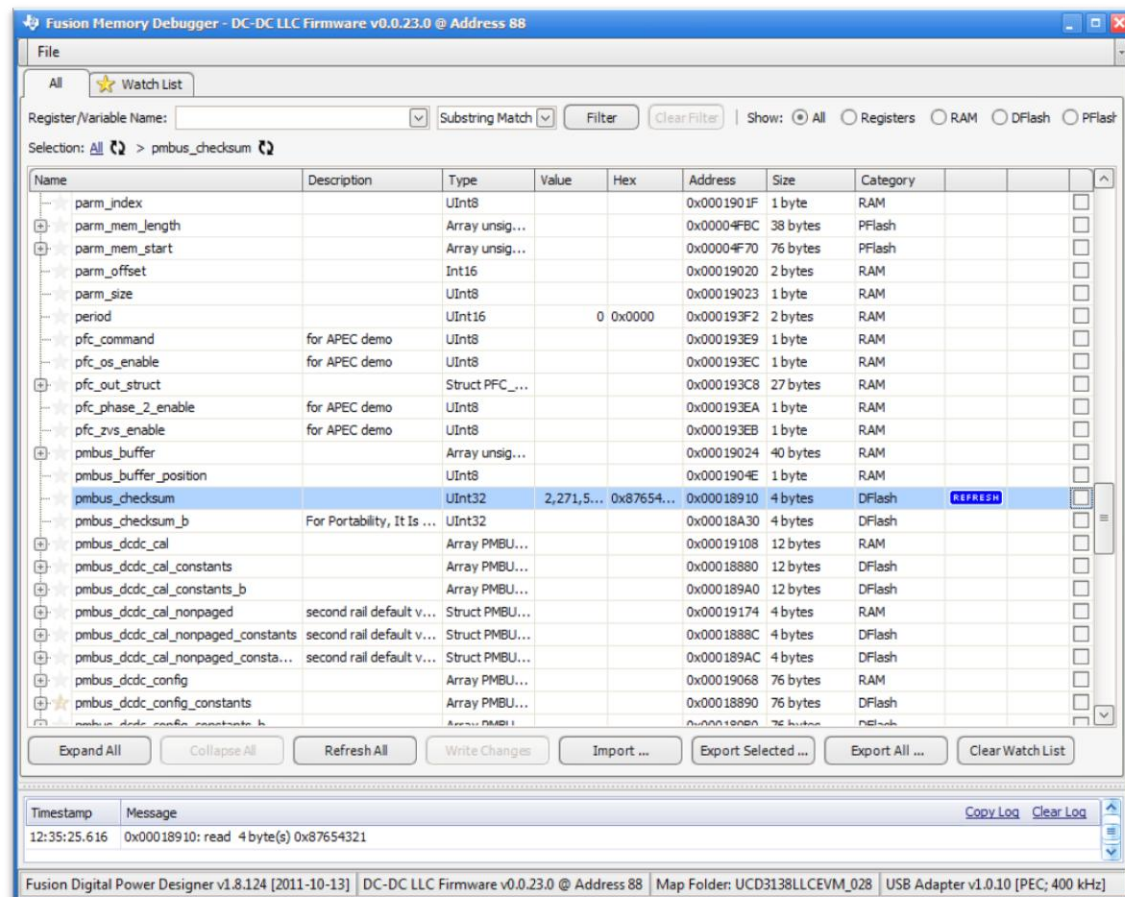 Fusion Memory Debugger - DC-DC LLC Firmware v0.0.23.0 @ Address 88
File
All Watch List
Register/Variable Name: Substring Match Filter Clear Filter Show: All Registers RAM DFlash PFlash
Selection: All > pmbus_checksum
Name Description Type Value Hex Address Size Category
parm_index UInt8 0x0001901F 1 byte RAM
parm_mem_length Array unsig... 0x00004FBC 38 bytes PFlash
parm_mem_start Array unsig... 0x00004F70 76 bytes PFlash
parm_offset Int16 0x00019020 2 bytes RAM
parm_size UInt8 0x00019023 1 byte RAM
period UInt16 0 0x0000 0x000193F2 2 bytes RAM
pfc_command for APEC demo UInt8 0x000193E9 1 byte RAM
pfc_os_enable for APEC demo UInt8 0x000193EC 1 byte RAM
pfc_out_struct Struct PFC_... 0x000193C8 27 bytes RAM
pfc_phase_2_enable for APEC demo UInt8 0x000193EA 1 byte RAM
pfc_zvs_enable for APEC demo UInt8 0x000193EB 1 byte RAM
pmbus_buffer Array unsig... 0x00019024 40 bytes RAM
pmbus_buffer_position UInt8 0x0001904E 1 byte RAM
pmbus_checksum UInt32 2,271,5... 0x87654... 0x00018910 4 bytes DFlash REFRESH
pmbus_checksum_b For Portability, It Is ... UInt32 0x00018A30 4 bytes DFlash
pmbus_dcdc_cal Array PMBU... 0x00019108 12 bytes RAM
pmbus_dcdc_cal_constants Array PMBU... 0x00018880 12 bytes DFlash
pmbus_dcdc_cal_constants_b Array PMBU... 0x000189A0 12 bytes DFlash
pmbus_dcdc_cal_nonpaged second rail default v... Struct PMBU... 0x00019174 4 bytes RAM
pmbus_dcdc_cal_nonpaged_constants second rail default v... Struct PMBU... 0x0001888C 4 bytes DFlash
pmbus_dcdc_cal_nonpaged_consta... second rail default v... Struct PMBU... 0x000189AC 4 bytes DFlash
pmbus_dcdc_config Array PMBU... 0x00019068 76 bytes RAM
pmbus_dcdc_config_constants Array PMBU... 0x00018890 76 bytes DFlash
Expand All Collapse All Refresh All Write Changes Import ... Export Selected ... Export All ... Clear Watch List
Timestamp Message Copy Log Clear Log
12:35:25.616 0x00018910: read 4 byte(s) 0x87654321
Fusion Digital Power Designer v1.8.124 [2011-10-13] DC-DC LLC Firmware v0.0.23.0 @ Address 88 Map Folder: UCD3138LLCEVM_028 USB Adapter v1.0.10 [PEC; 400 kHz]